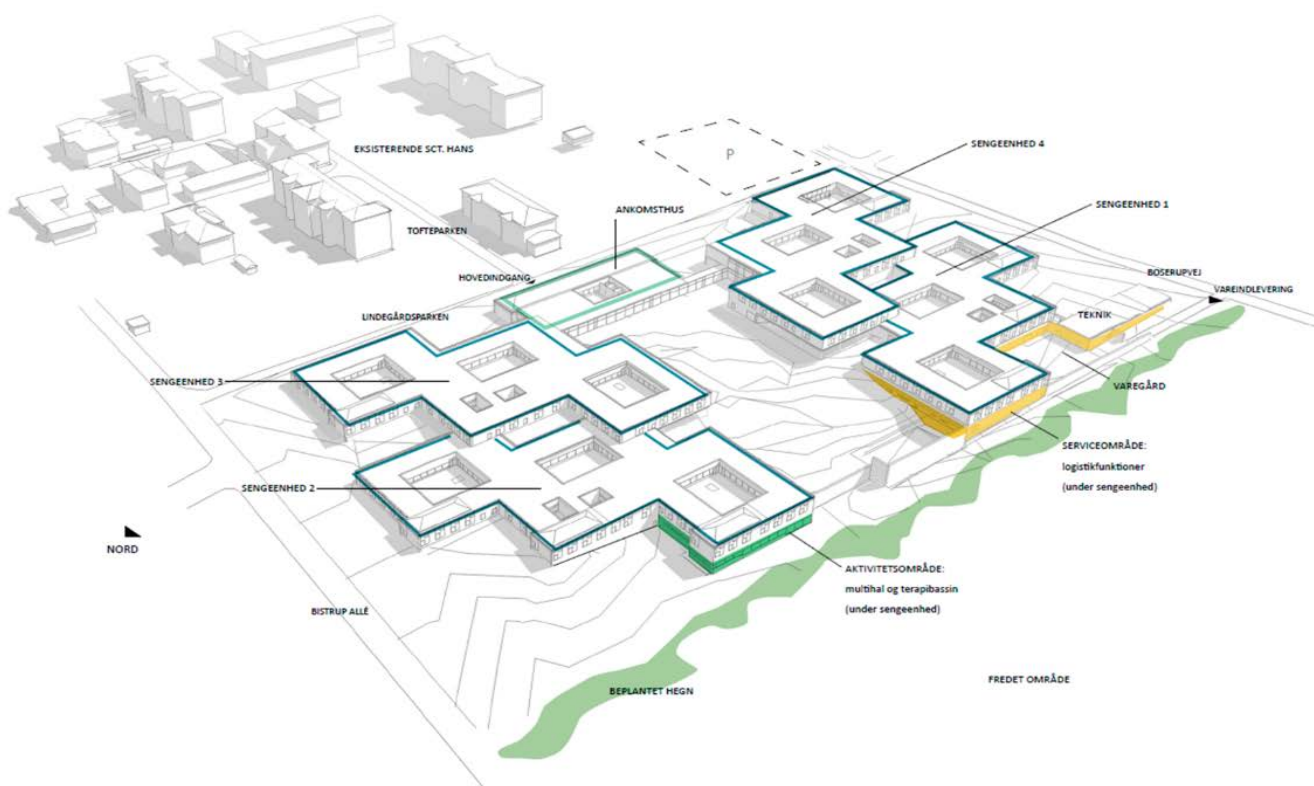 SENGEENHED 4
EKSISTERENDE SCT. HANS
P
SENGEENHED 1
ANKOMSTHUS
TOFTEPARKEN
BOSERUPVEJ
HOVEDINDGANG
VAREINDLEVERING
TEKNIK
LINDEGÅRDSPARKEN
SENGEENHED 3
VAREGÅRD
SERVICEOMRÅDE:
logistikfunktioner
(under sengeenhed)
SENGEENHED 2
NORD
AKTIVITETSOMRÅDE:
multihal og terapibassin
(under sengeenhed)
BISTRUP ALLÉ
FREDET OMRÅDE
BEPLANTET HEGN